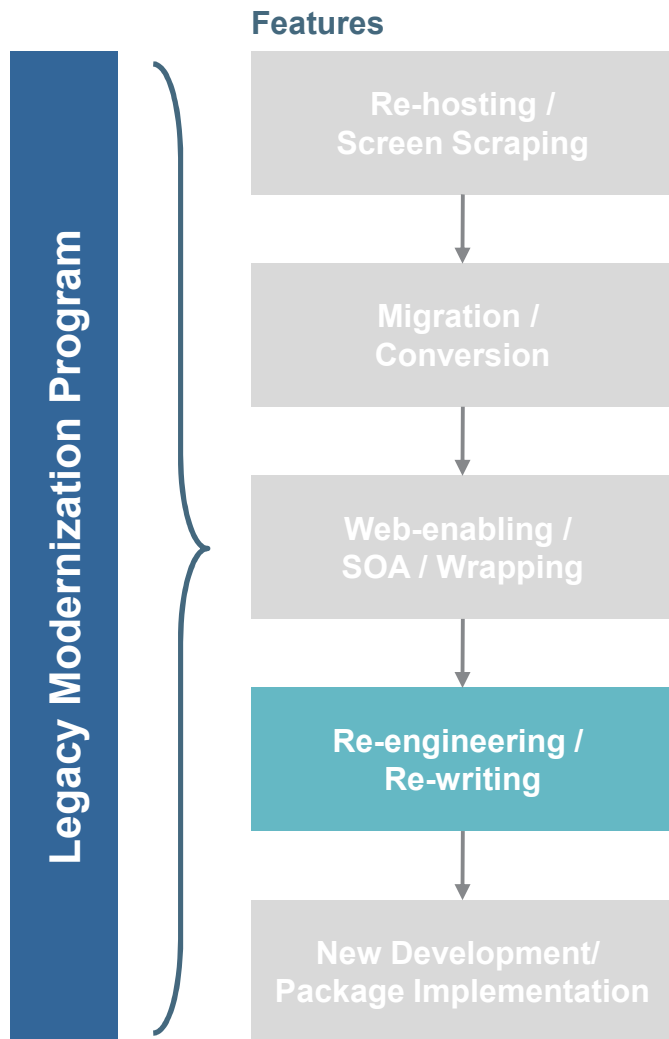 Features
Legacy Modernization Program
Re-hosting /
Screen Scraping
Migration /
Conversion
Web-enabling /
SOA / Wrapping
Re-engineering /
Re-writing
New Development/
Package Implementation